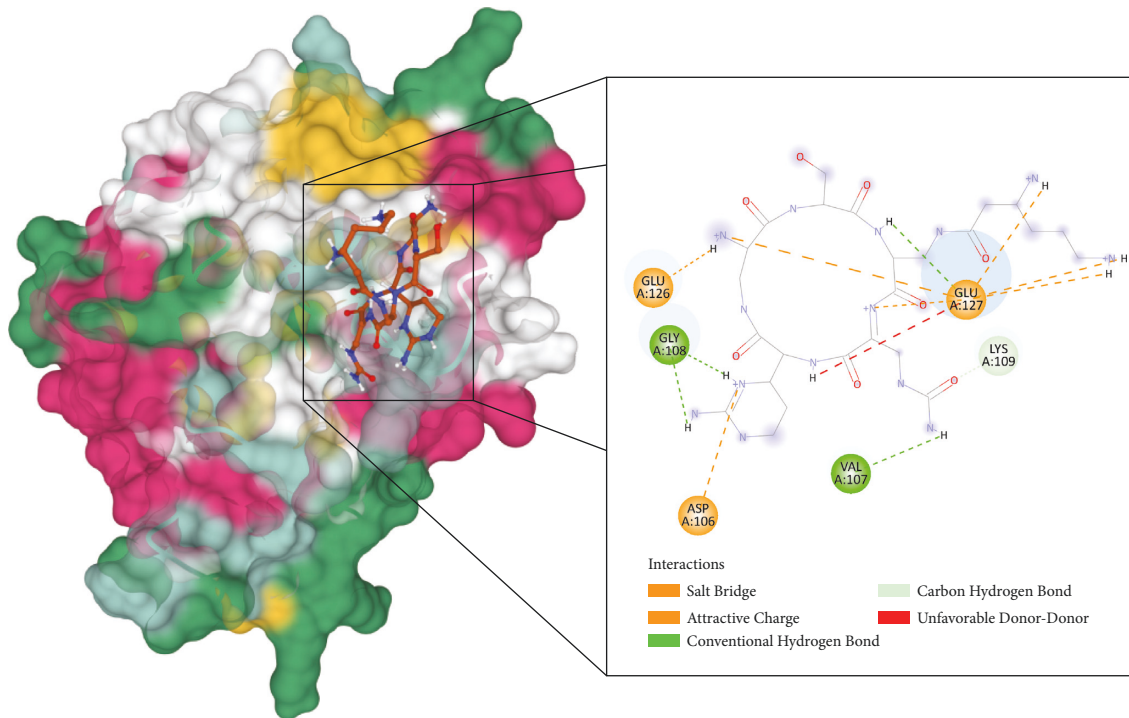 O
O
O
N
H
+N
H
N
+N
H
N
N
O
H
N
O
+N
N
O
H
O
+N
H
H
GLU
A:126
GLU
A:127
GLY
A:108
H
+N
N
H
N
N
H
O
N
O
N
H
LYS
A:109
VAL
A:107
ASP
A:106
Interactions
Salt Bridge
Attractive Charge
Conventional Hydrogen Bond
Carbon Hydrogen Bond
Unfavorable Donor-Donor